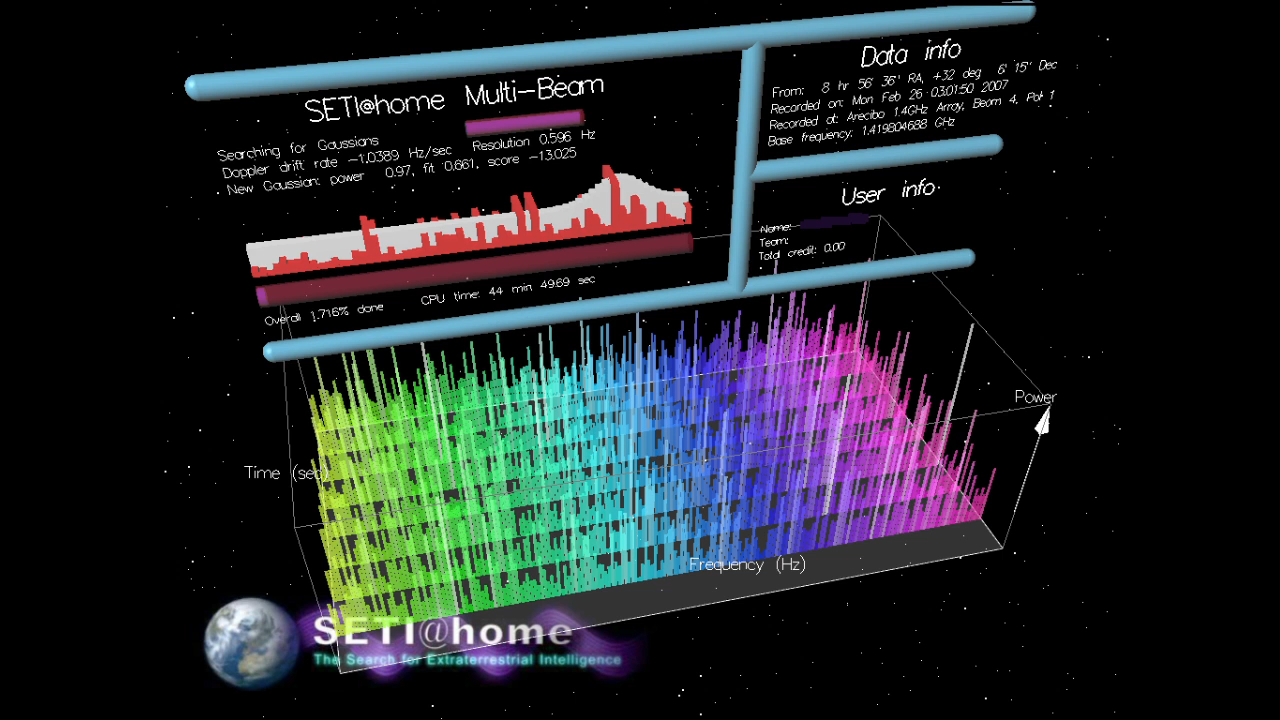 SETI@home Multi-Beam
Searching for Gaussians
Doppler drift rate -1.0389 Hz/sec Resolution 0.596 Hz
New Gaussian: power 0.97, fit 0.661, score -13.025
Overall 1.716% done CPU time: 44 min 49.69 sec
Data info
From: 8 hr 56' 36" RA, +32 deg 6' 15" Dec
Recorded on: Mon Feb 26 03:01:50 2007
Recorded at: Arecibo 1.4GHz Array, Beam 4, Pol 1
Base frequency: 1.419804688 GHz
User info
Name:
Team:
Total credit: 0.00
Power
Time (sec)
Frequency (Hz)
SETI@home
The Search for Extraterrestrial Intelligence